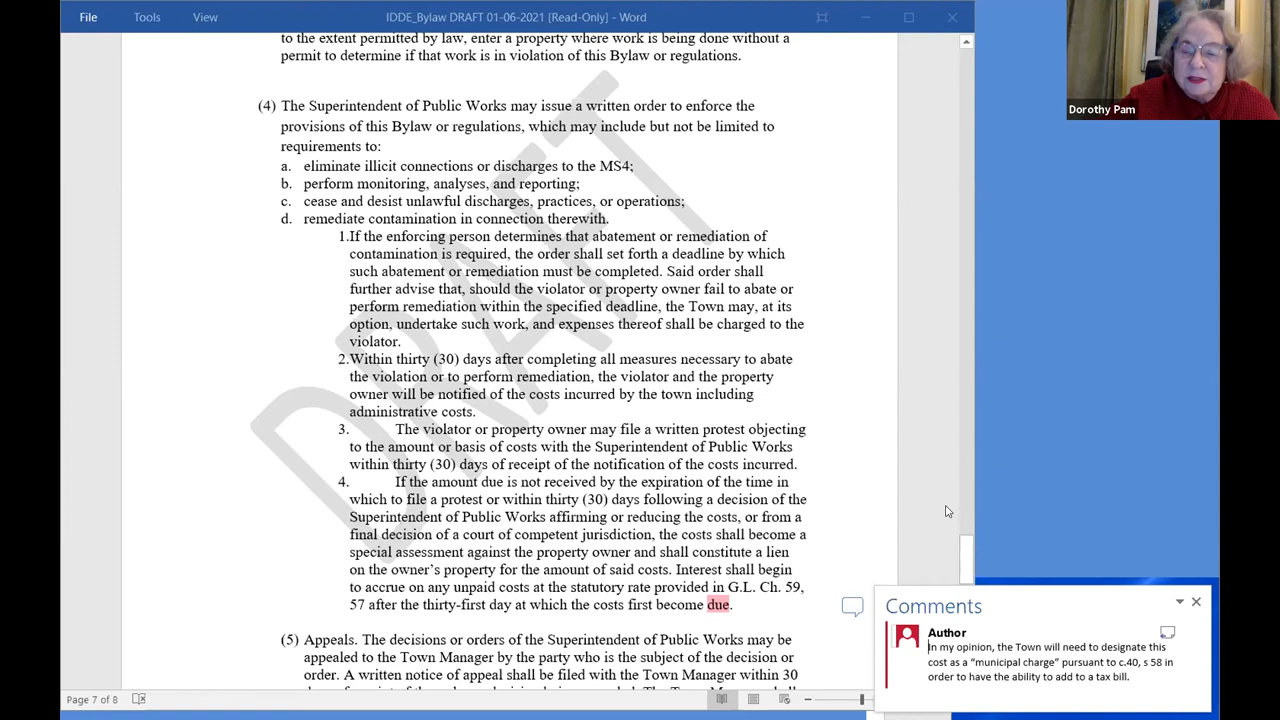 File Tools View IDDE_Bylaw DRAFT 01-06-2021 [Read-Only] - Word
Dorothy Pam
to the extent permitted by law, enter a property where work is being done without a
permit to determine if that work is in violation of this Bylaw or regulations.
(4) The Superintendent of Public Works may issue a written order to enforce the
provisions of this Bylaw or regulations, which may include but not be limited to
requirements to:
a. eliminate illicit connections or discharges to the MS4;
b. perform monitoring, analyses, and reporting;
c. cease and desist unlawful discharges, practices, or operations;
d. remediate contamination in connection therewith.
1.If the enforcing person determines that abatement or remediation of
contamination is required, the order shall set forth a deadline by which
such abatement or remediation must be completed. Said order shall
further advise that, should the violator or property owner fail to abate or
perform remediation within the specified deadline, the Town may, at its
option, undertake such work, and expenses thereof shall be charged to the
violator.
2.Within thirty (30) days after completing all measures necessary to abate
the violation or to perform remediation, the violator and the property
owner will be notified of the costs incurred by the town including
administrative costs.
3. The violator or property owner may file a written protest objecting
to the amount or basis of costs with the Superintendent of Public Works
within thirty (30) days of receipt of the notification of the costs incurred.
4. If the amount due is not received by the expiration of the time in
which to file a protest or within thirty (30) days following a decision of the
Superintendent of Public Works affirming or reducing the costs, or from a
final decision of a court of competent jurisdiction, the costs shall become a
special assessment against the property owner and shall constitute a lien
on the owner's property for the amount of said costs. Interest shall begin
to accrue on any unpaid costs at the statutory rate provided in G.L. Ch. 59,
57 after the thirty-first day at which the costs first become due.
(5) Appeals. The decisions or orders of the Superintendent of Public Works may be
appealed to the Town Manager by the party who is the subject of the decision or
order. A written notice of appeal shall be filed with the Town Manager within 30
DRAFT
Comments
Author
In my opinion, the Town will need to designate this
cost as a "municipal charge" pursuant to c.40, s 58 in
order to have the ability to add to a tax bill.
Page 7 of 8